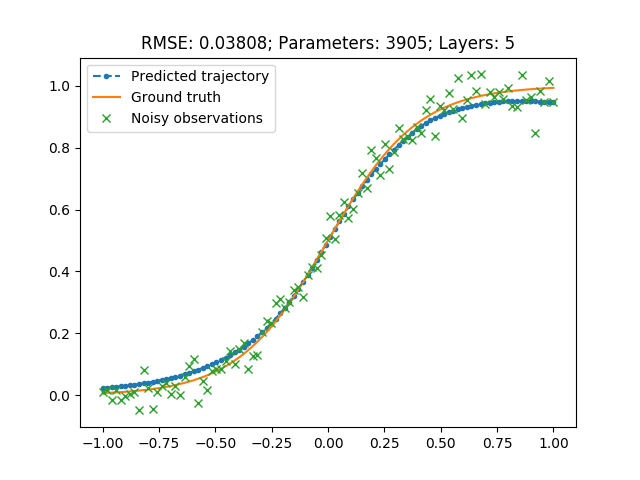 RMSE: 0.03808; Parameters: 3905; Layers: 5
Predicted trajectory
Ground truth
Noisy observations
1.0
0.8
0.6
0.4
0.2
0.0
−1.00 −0.75 −0.50 −0.25 0.00 0.25 0.50 0.75 1.00